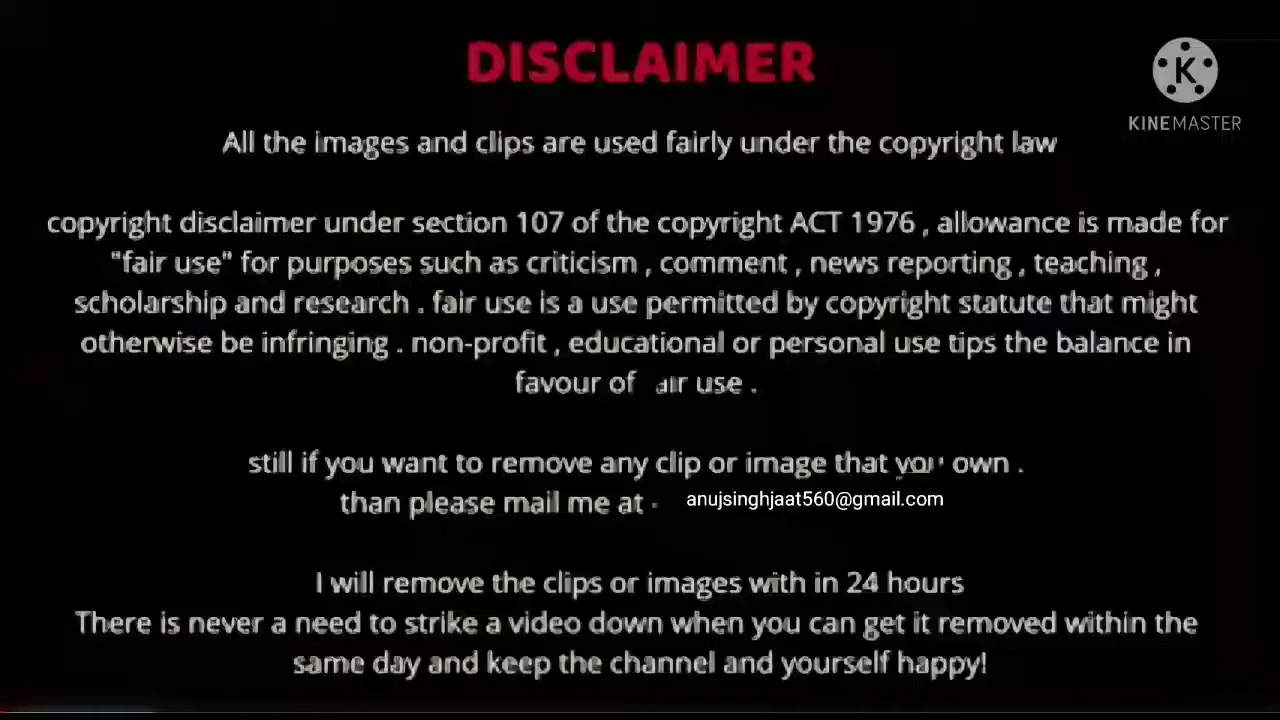 DISCLAIMER
KINEMASTER
All the images and clips are used fairly under the copyright law
copyright disclaimer under section 107 of the copyright ACT 1976 , allowance is made for
"fair use" for purposes such as criticism , comment , news reporting , teaching ,
scholarship and research . fair use is a use permitted by copyright statute that might
otherwise be infringing . non-profit , educational or personal use tips the balance in
favour of air use .
still if you want to remove any clip or image that you own .
than please mail me at - anujsinghjaat560@gmail.com
I will remove the clips or images with in 24 hours
There is never a need to strike a video down when you can get it removed within the
same day and keep the channel and yourself happy!